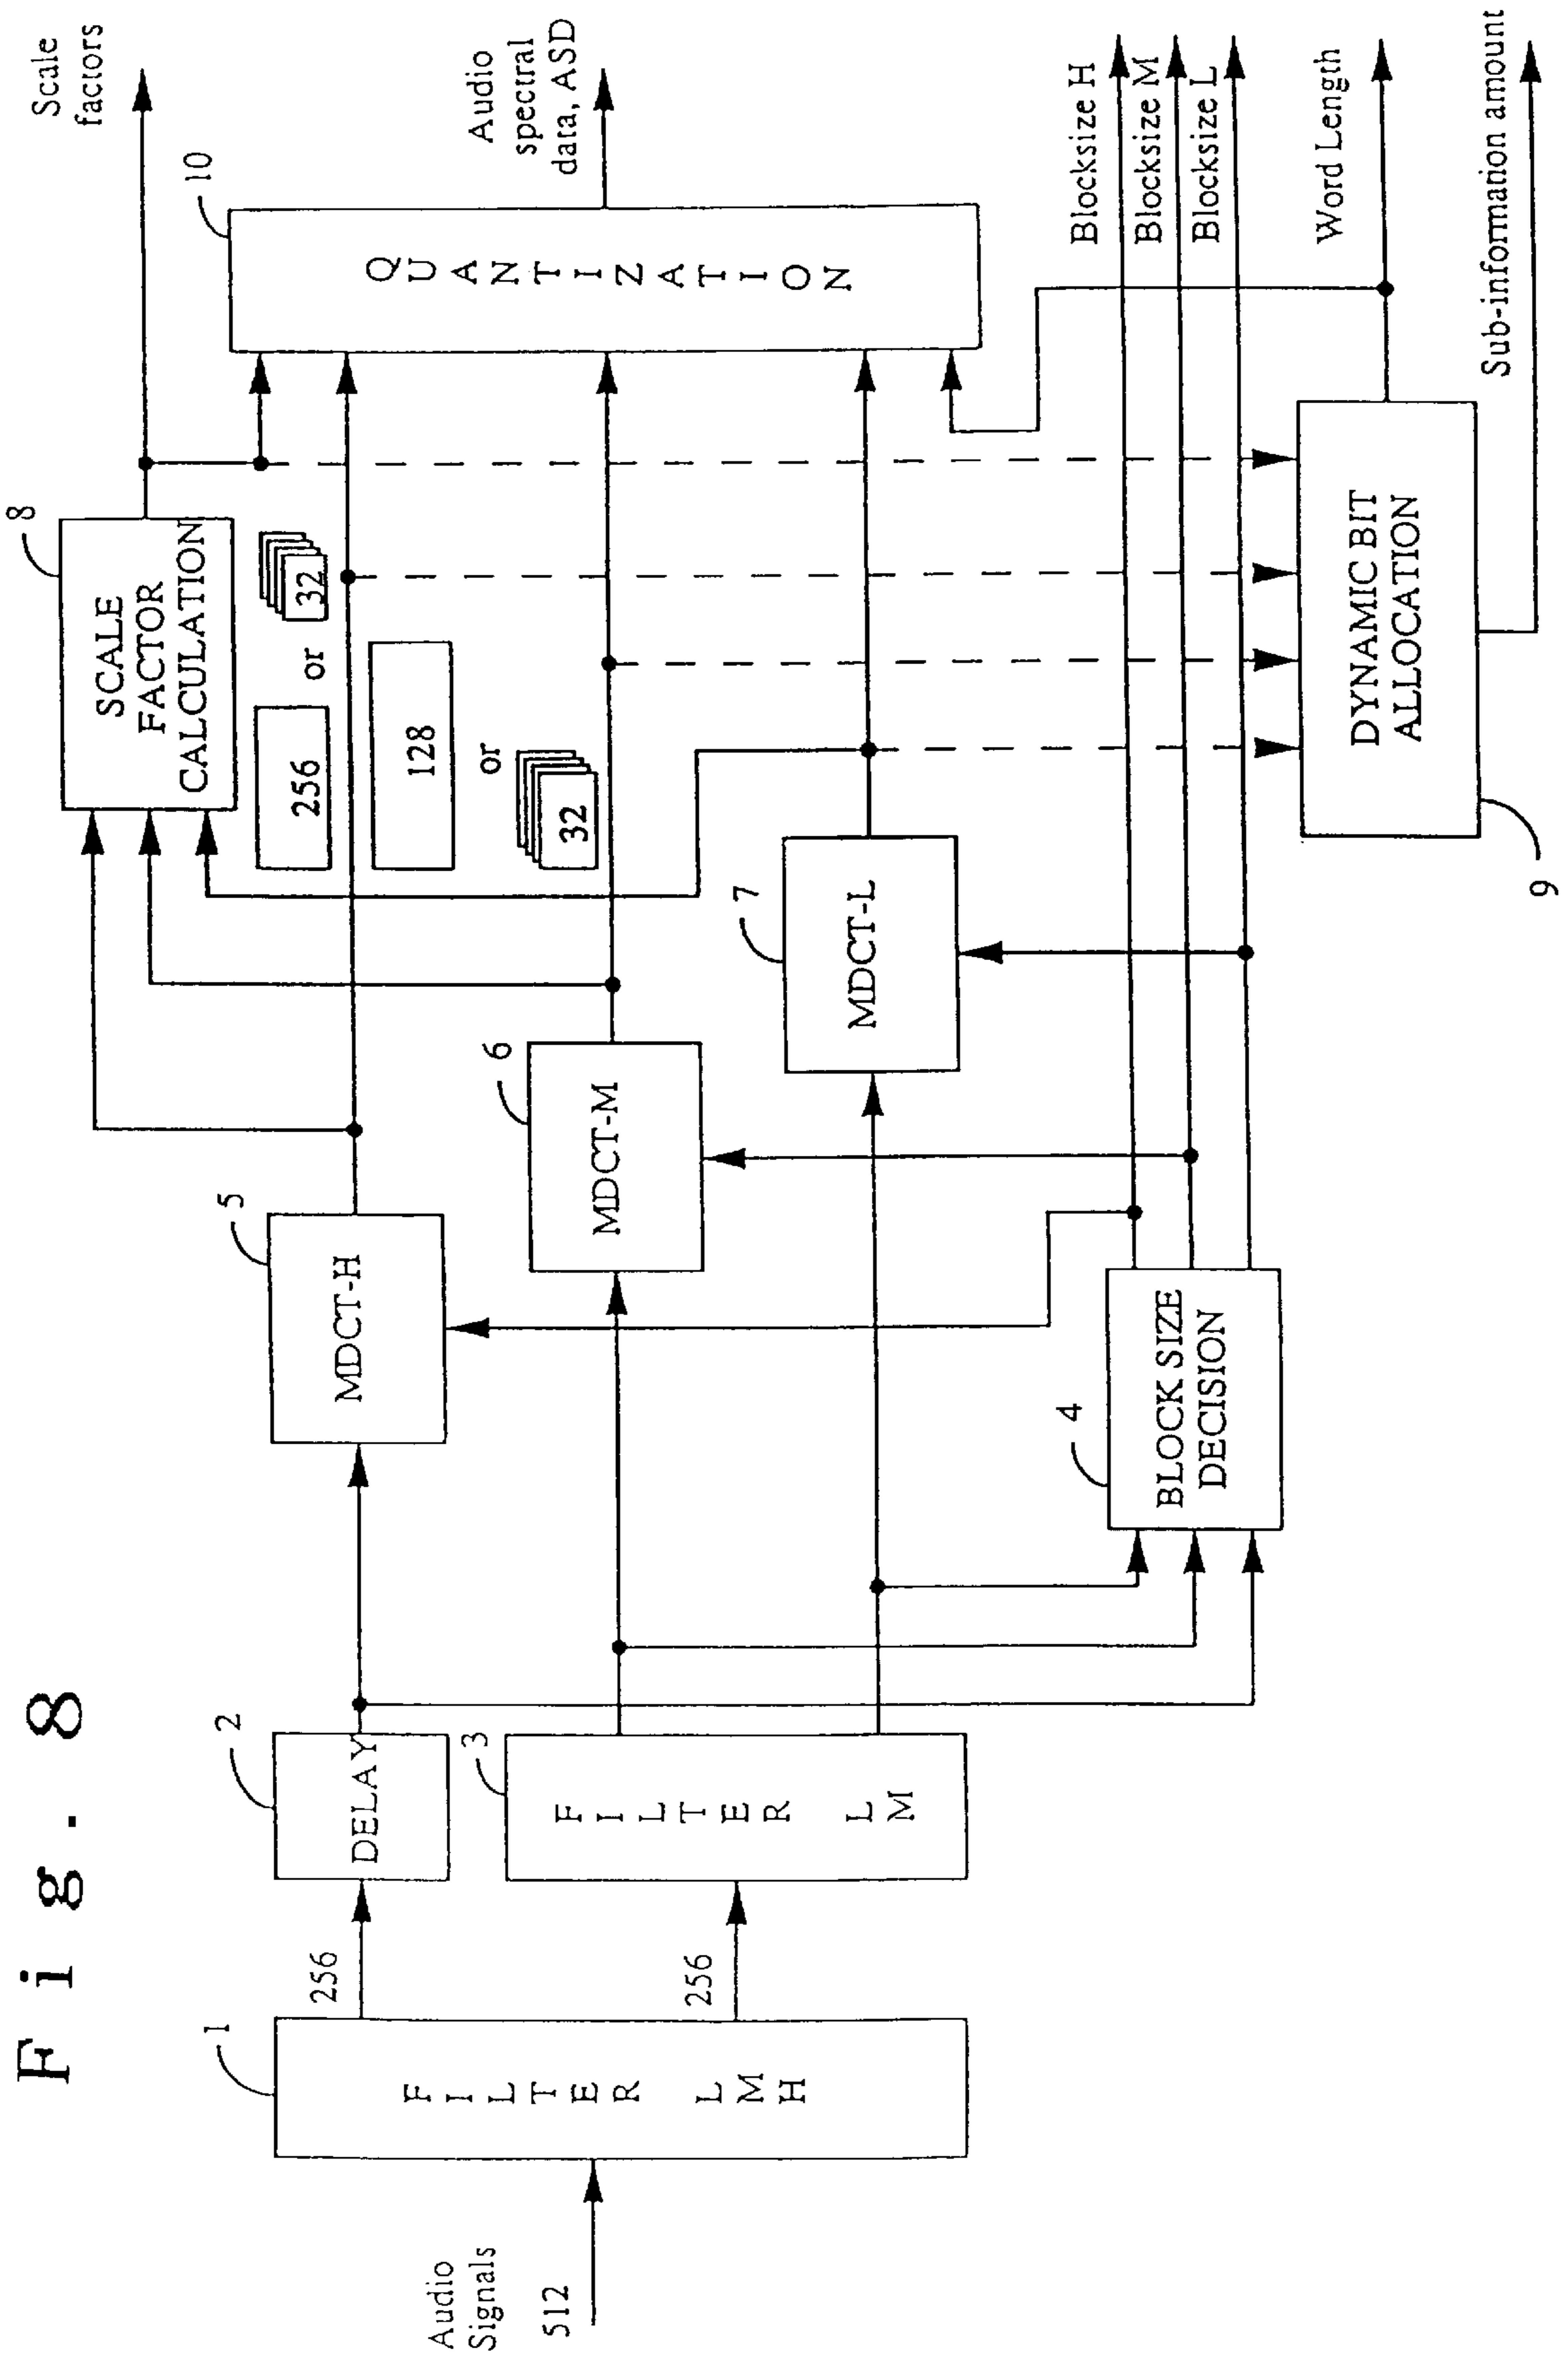 Fig. 8
Audio
Signals
512
1
FILTER LMH
256
256
2
DELAY
3
FILTER LM
4
BLOCK SIZE
DECISION
5
MDCT-H
6
MDCT-M
7
MDCT-L
8
SCALE
FACTOR
CALCULATION
256
or
32
128
or
32
9
DYNAMIC BIT
ALLOCATION
10
QUANTIZATION
Scale
factors
Audio
spectral
data, ASD
Blocksize H
Blocksize M
Blocksize L
Word Length
Sub-information amount